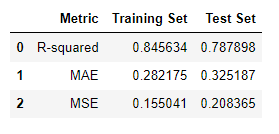 Metric Training Set Test Set
0 R-squared 0.845634 0.787898
1 MAE 0.282175 0.325187
2 MSE 0.155041 0.208365